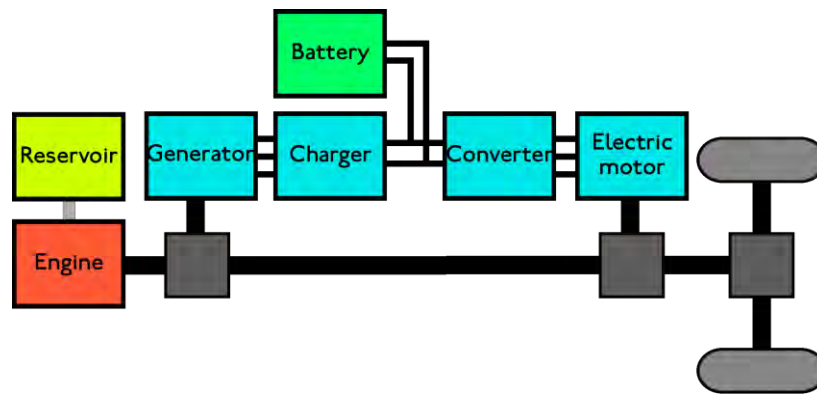 Battery
Reservoir
Generator
Charger
Converter
Electric
motor
Engine